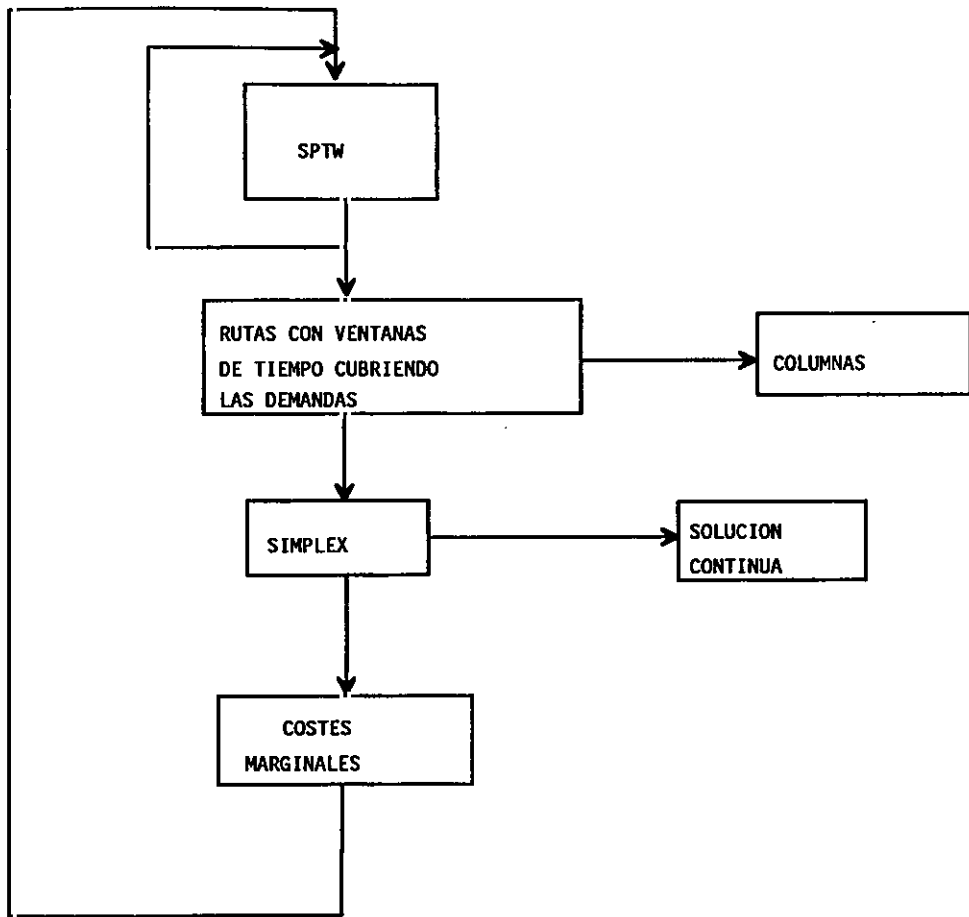 SPTW
RUTAS CON VENTANAS
DE TIEMPO CUBRIENDO
LAS DEMANDAS
COLUMNAS
SIMPLEX
SOLUCION
CONTINUA
COSTES
MARGINALES